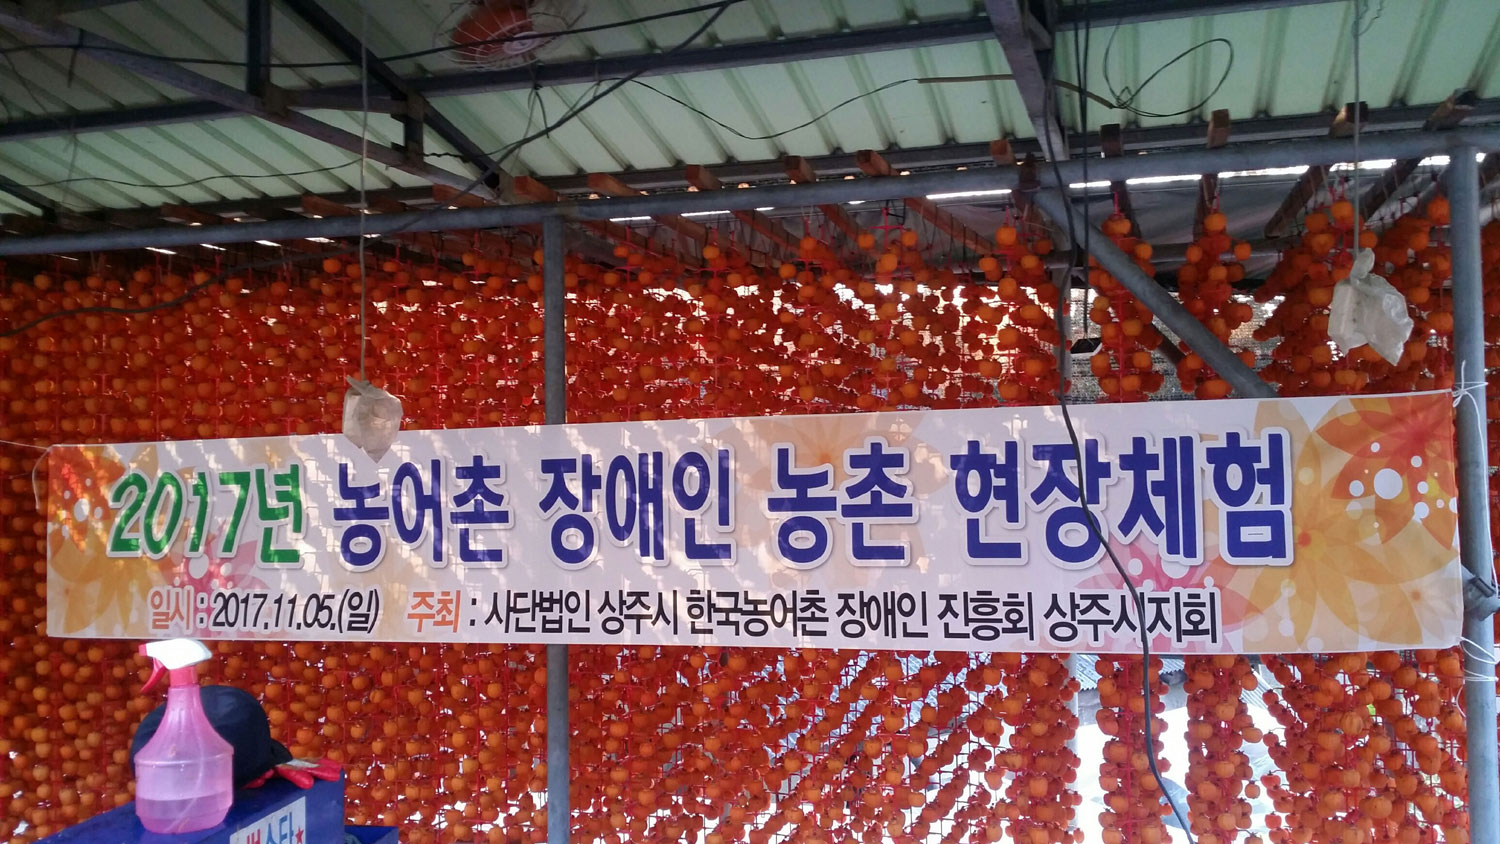 2017년 농어촌 장애인 농촌 현장체험
일시 : 2017.11.05.(일) 주최 : 사단법인 상주시 한국농어촌 장애인 진흥회 상주시지회